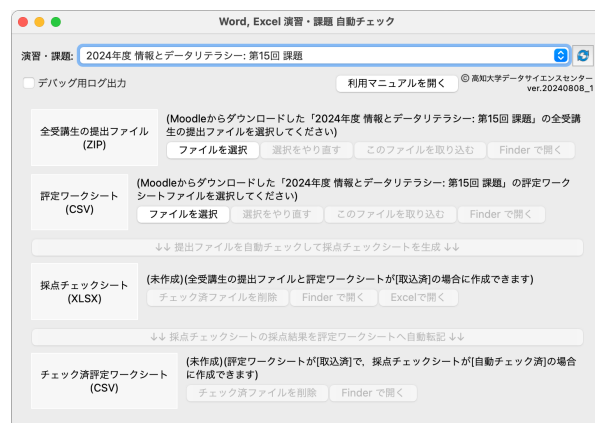 Word, Excel 演習・課題 自動チェック
演習・課題: 2024年度 情報とデータリテラシー: 第15回 課題
デバッグ用ログ出力 利用マニュアルを開く ©高知大学データサイエンスセンター
ver.20240808_1
全受講生の提出ファイル
(ZIP)
(Moodleからダウンロードした「2024年度 情報とデータリテラシー: 第15回 課題」の全受講
生の提出ファイルを選択してください)
ファイルを選択 選択をやり直す このファイルを取り込む Finder で開く
評定ワークシート
(CSV)
(Moodleからダウンロードした「2024年度 情報とデータリテラシー: 第15回 課題」の評定ワーク
シートファイルを選択してください)
ファイルを選択 選択をやり直す このファイルを取り込む Finder で開く
↓↓ 提出ファイルを自動チェックして採点チェックシートを生成 ↓↓
採点チェックシート
(XLSX)
(未作成)(全受講生の提出ファイルと評定ワークシートが[取込済]の場合に作成できます)
チェック済ファイルを削除 Finder で開く Excelで開く
↓↓ 採点チェックシートの採点結果を評定ワークシートへ自動転記 ↓↓
チェック済評定ワークシート
(CSV)
(未作成)(評定ワークシートが[取込済]で，採点チェックシートが[自動チェック済]の場合
に作成できます)
チェック済ファイルを削除 Finder で開く